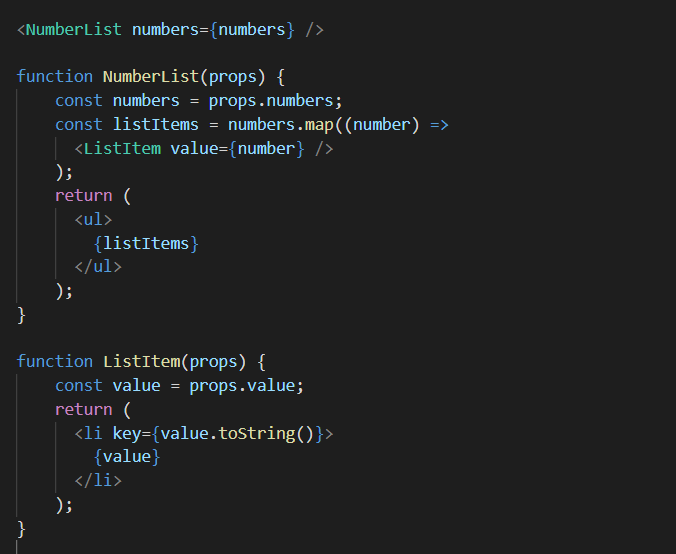 <NumberList numbers={numbers} />

function NumberList(props) {
    const numbers = props.numbers;
    const listItems = numbers.map((number) =>
      <ListItem value={number} />
    );
    return (
      <ul>
        {listItems}
      </ul>
    );
}

function ListItem(props) {
    const value = props.value;
    return (
      <li key={value.toString()}>
        {value}
      </li>
    );
}